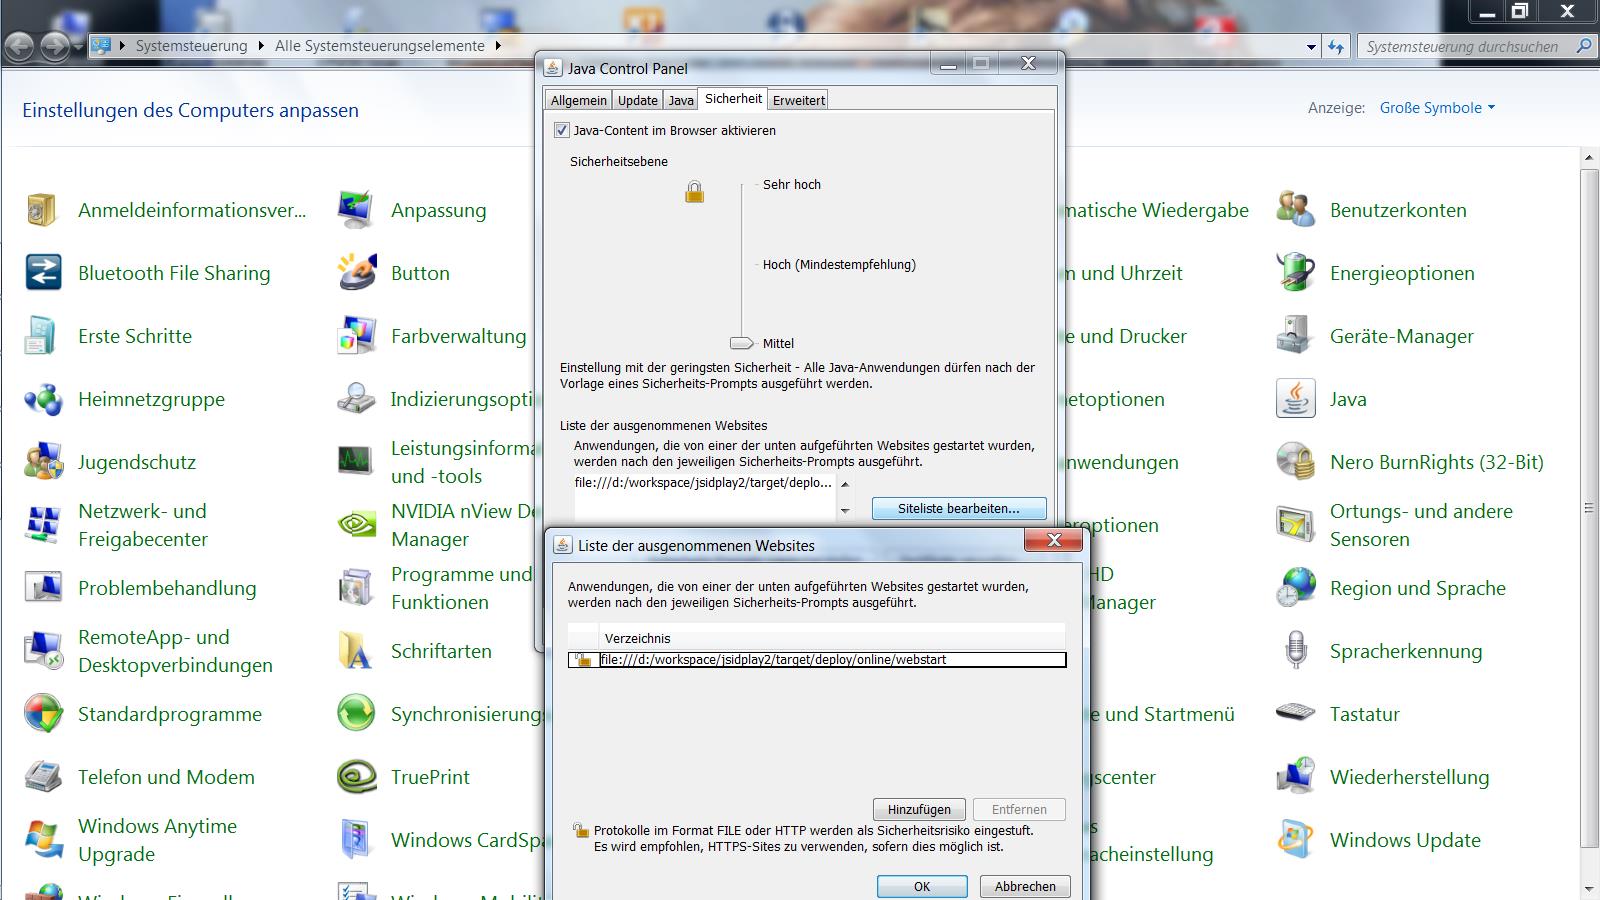 Systemsteuerung
Alle Systemsteuerungselemente
Systemsteuerung durchsuchen
Einstellungen des Computers anpassen
Anzeige:
Große Symbole
Anmeldeinformationsver...
Anpassung
matische Wiedergabe
Benutzerkonten
Bluetooth File Sharing
Button
m und Uhrzeit
Energieoptionen
Erste Schritte
Farbverwaltung
e und Drucker
Geräte-Manager
Heimnetzgruppe
Indizierungsopti
netoptionen
Java
Jugendschutz
Leistungsinforma
und -tools
nwendungen
Nero BurnRights (32-Bit)
Netzwerk- und
Freigabecenter
NVIDIA nView De
Manager
eroptionen
Ortungs- und andere
Sensoren
Problembehandlung
Programme und
Funktionen
HD
Manager
Region und Sprache
RemoteApp- und
Desktopverbindungen
Schriftarten
Spracherkennung
Standardprogramme
Synchronisierungs
e und Startmenü
Tastatur
Telefon und Modem
TruePrint
gscenter
Wiederherstellung
Windows Anytime
Upgrade
Windows CardSpa
s
acheinstellung
Windows Update
Java Control Panel
Allgemein
Update
Java
Sicherheit
Erweitert
Java-Content im Browser aktivieren
Sicherheitsebene
Sehr hoch
Hoch (Mindestempfehlung)
Mittel
Einstellung mit der geringsten Sicherheit - Alle Java-Anwendungen dürfen nach der
Vorlage eines Sicherheits-Prompts ausgeführt werden.
Liste der ausgenommenen Websites
Anwendungen, die von einer der unten aufgeführten Websites gestartet wurden,
werden nach den jeweiligen Sicherheits-Prompts ausgeführt.
file:///d:/workspace/jsidplay2/target/deplo...
Siteliste bearbeiten...
Liste der ausgenommenen Websites
Anwendungen, die von einer der unten aufgeführten Websites gestartet wurden,
werden nach den jeweiligen Sicherheits-Prompts ausgeführt.
Verzeichnis
file:///d:/workspace/jsidplay2/target/deploy/online/webstart
Hinzufügen
Entfernen
Protokolle im Format FILE oder HTTP werden als Sicherheitsrisiko eingestuft.
Es wird empfohlen, HTTPS-Sites zu verwenden, sofern dies möglich ist.
OK
Abbrechen